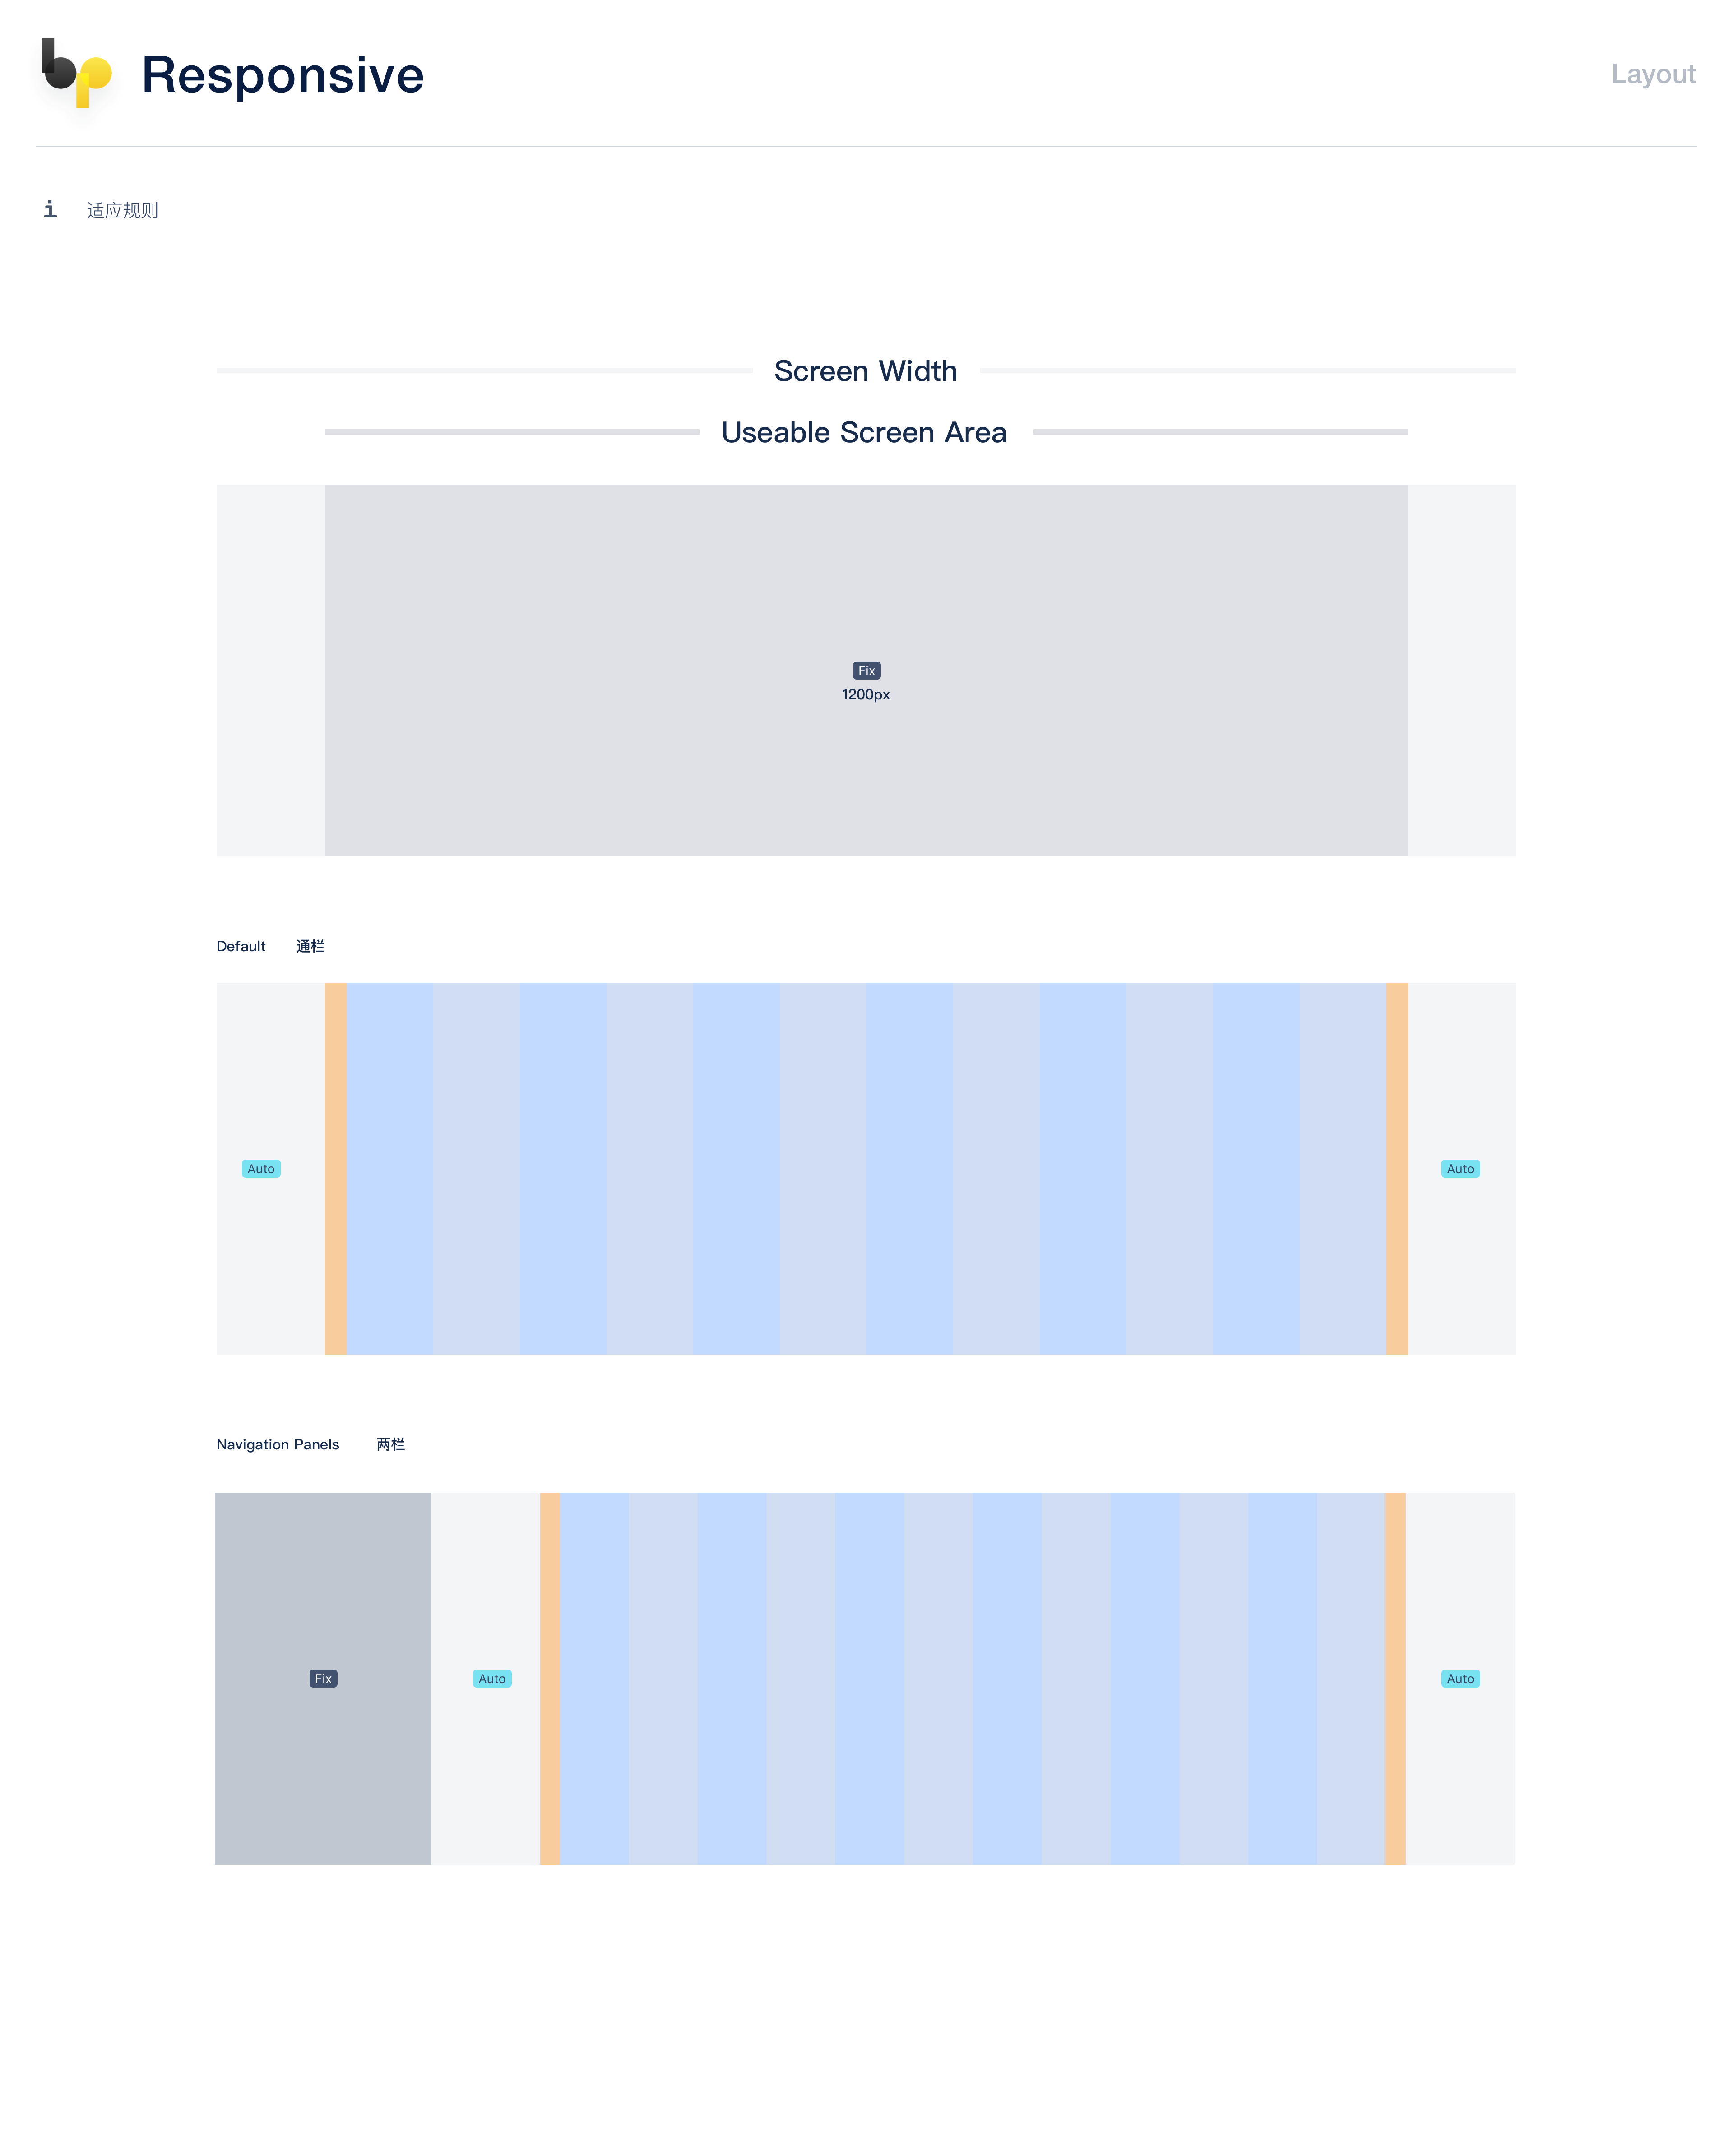 Responsive
Layout
i 适应规则
Screen Width
Useable Screen Area
Fix
1200px
Default 通栏
Auto
Auto
Navigation Panels 两栏
Fix
Auto
Auto